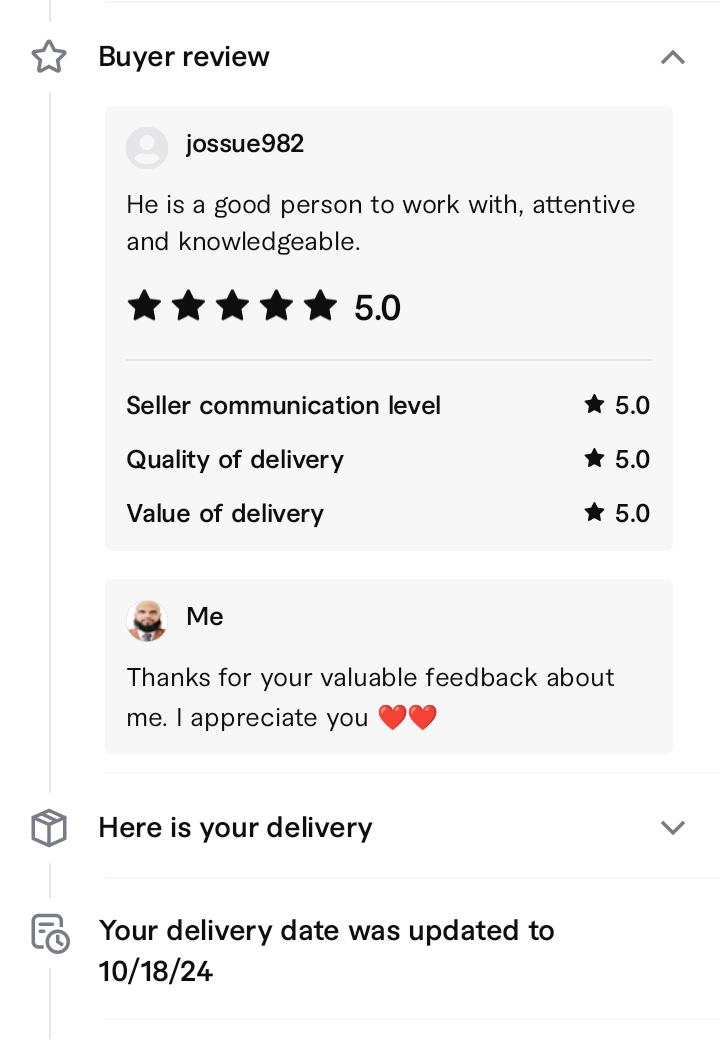 Buyer review
jossue982
He is a good person to work with, attentive
and knowledgeable.
5.0
Seller communication level 5.0
Quality of delivery 5.0
Value of delivery 5.0
Me
Thanks for your valuable feedback about
me. I appreciate you ❤️❤️
Here is your delivery
Your delivery date was updated to
10/18/24